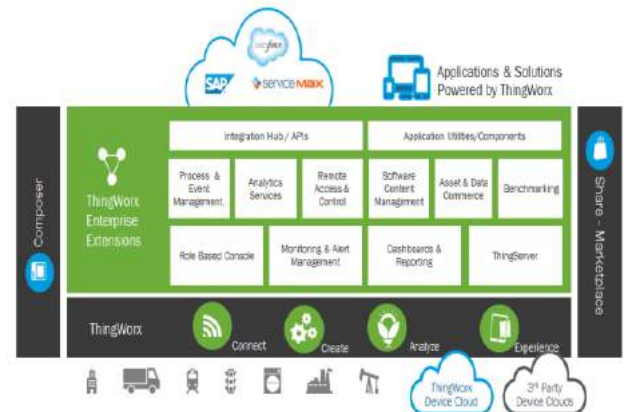 salesforce
SAP
servicemax
Applications & Solutions
Powered by ThingWorx
Composer
ThingWorx
Enterprise
Extensions
Integration Hub / APIs
Application Utilities/Components
Process &
Event
Management.
Analytics
Services
Remote
Access &
Control
Software
Content
Management
Asset & Data
Commerce
Benchmarking
Role Based Console
Monitoring & Alert
Management
Dashboards &
Reporting
ThingServer
Share - Marketplace
ThingWorx
Connect
Create
Analyze
Experience
ThingWorx
Device Cloud
3rd Party
Device Clouds